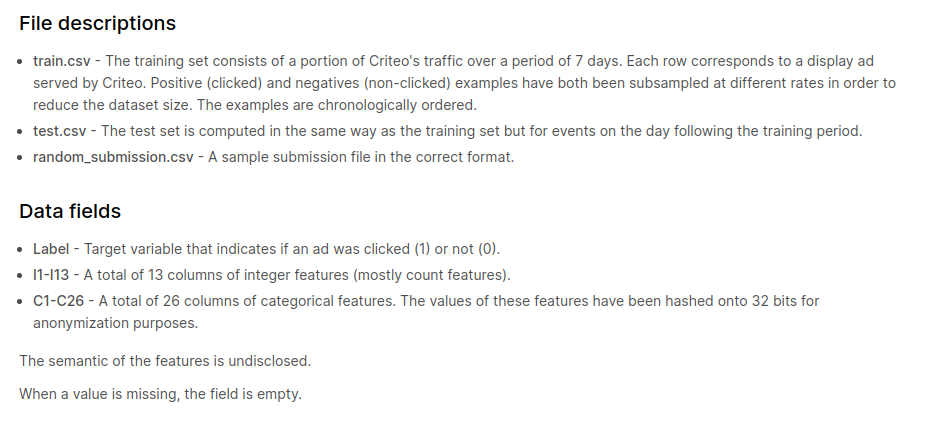 File descriptions
• train.csv - The training set consists of a portion of Criteo's traffic over a period of 7 days. Each row corresponds to a display ad
served by Criteo. Positive (clicked) and negatives (non-clicked) examples have both been subsampled at different rates in order to
reduce the dataset size. The examples are chronologically ordered.
• test.csv - The test set is computed in the same way as the training set but for events on the day following the training period.
• random_submission.csv - A sample submission file in the correct format.
Data fields
• Label - Target variable that indicates if an ad was clicked (1) or not (0).
• I1-I13 - A total of 13 columns of integer features (mostly count features).
• C1-C26 - A total of 26 columns of categorical features. The values of these features have been hashed onto 32 bits for
anonymization purposes.
The semantic of the features is undisclosed.
When a value is missing, the field is empty.